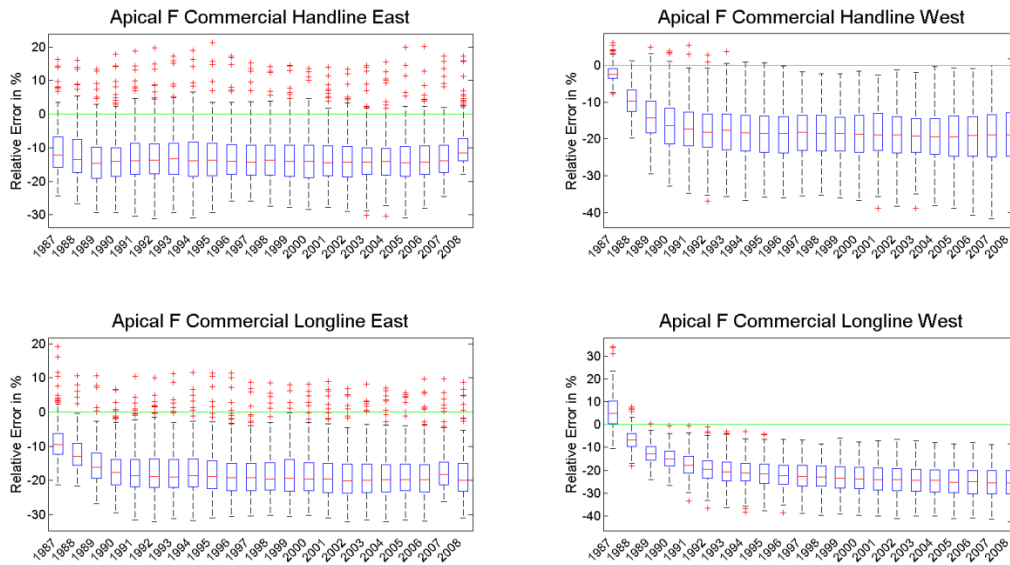 Apical F Commercial Handline East
Relative Error in %
20
10
0
-10
-20
-30
1987 1988 1989 1990 1991 1992 1993 1994 1995 1996 1997 1998 1999 2000 2001 2002 2003 2004 2005 2006 2007 2008
Apical F Commercial Handline West
Relative Error in %
0
-10
-20
-30
-40
1987 1988 1989 1990 1991 1992 1993 1994 1995 1996 1997 1998 1999 2000 2001 2002 2003 2004 2005 2006 2007 2008
Apical F Commercial Longline East
Relative Error in %
20
10
0
-10
-20
-30
1987 1988 1989 1990 1991 1992 1993 1994 1995 1996 1997 1998 1999 2000 2001 2002 2003 2004 2005 2006 2007 2008
Apical F Commercial Longline West
Relative Error in %
30
20
10
0
-10
-20
-30
-40
1987 1988 1989 1990 1991 1992 1993 1994 1995 1996 1997 1998 1999 2000 2001 2002 2003 2004 2005 2006 2007 2008